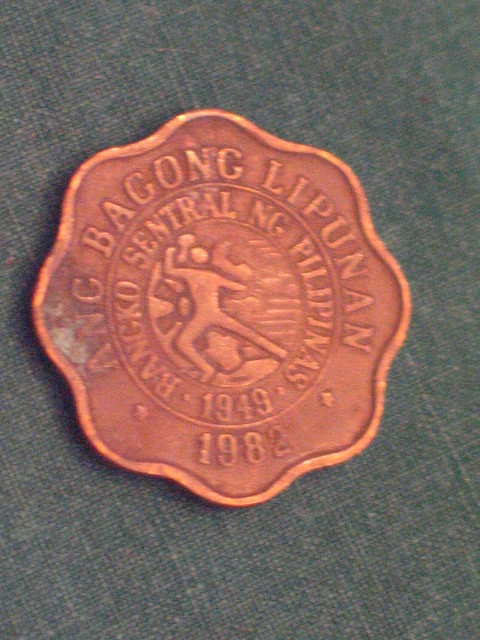 ANG BAGONG LIPUNAN
BANGKO SENTRAL NG PILIPINAS
1949
1982